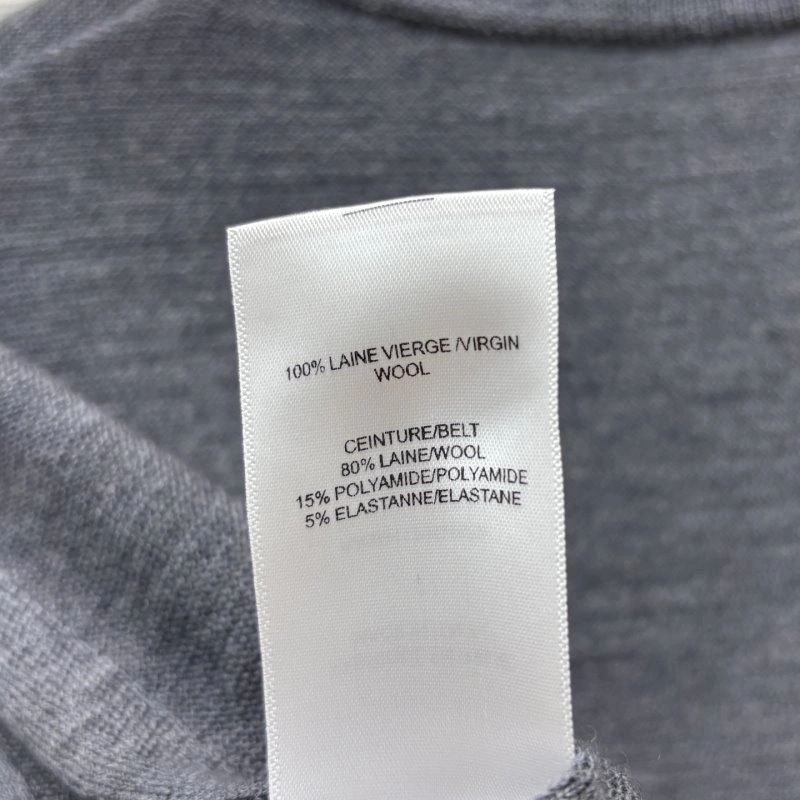 100% LAINE VIERGE /VIRGIN
WOOL
CEINTURE/BELT
80% LAINE/WOOL
15% POLYAMIDE/POLYAMIDE
5% ELASTANNE/ELASTANE